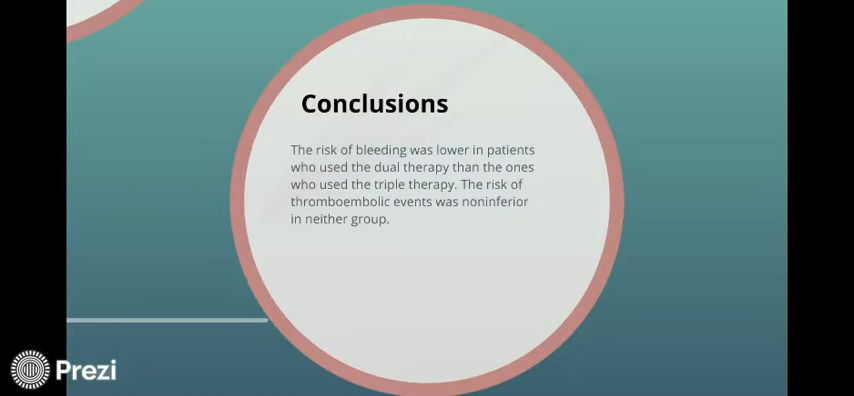 Conclusions
The risk of bleeding was lower in patients
who used the dual therapy than the ones
who used the triple therapy. The risk of
thromboembolic events was noninferior
in neither group.
Prezi